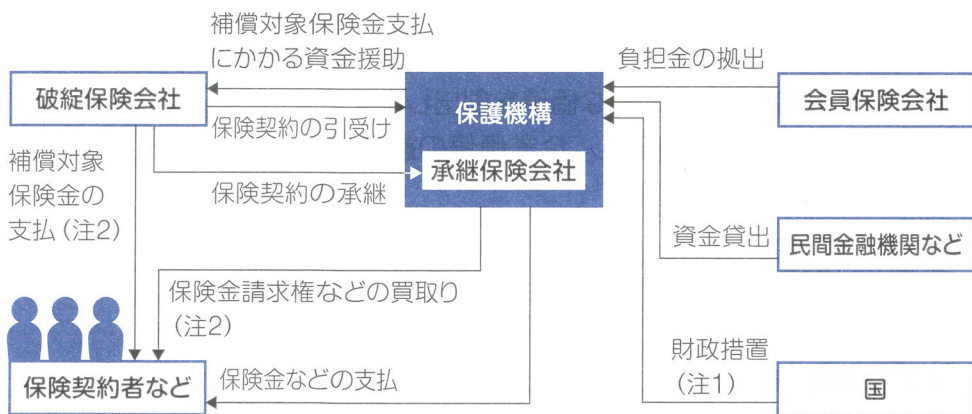 補償対象保険金支払
にかかる資金援助
負担金の拠出
破綻保険会社
保護機構
会員保険会社
保険契約の引受け
補償対象
保険金の
支払(注2)
承継保険会社
保険契約の承継
資金貸出
民間金融機関など
保険金請求権などの買取り
(注2)
財政措置
(注1)
保険契約者など
保険金などの支払
国